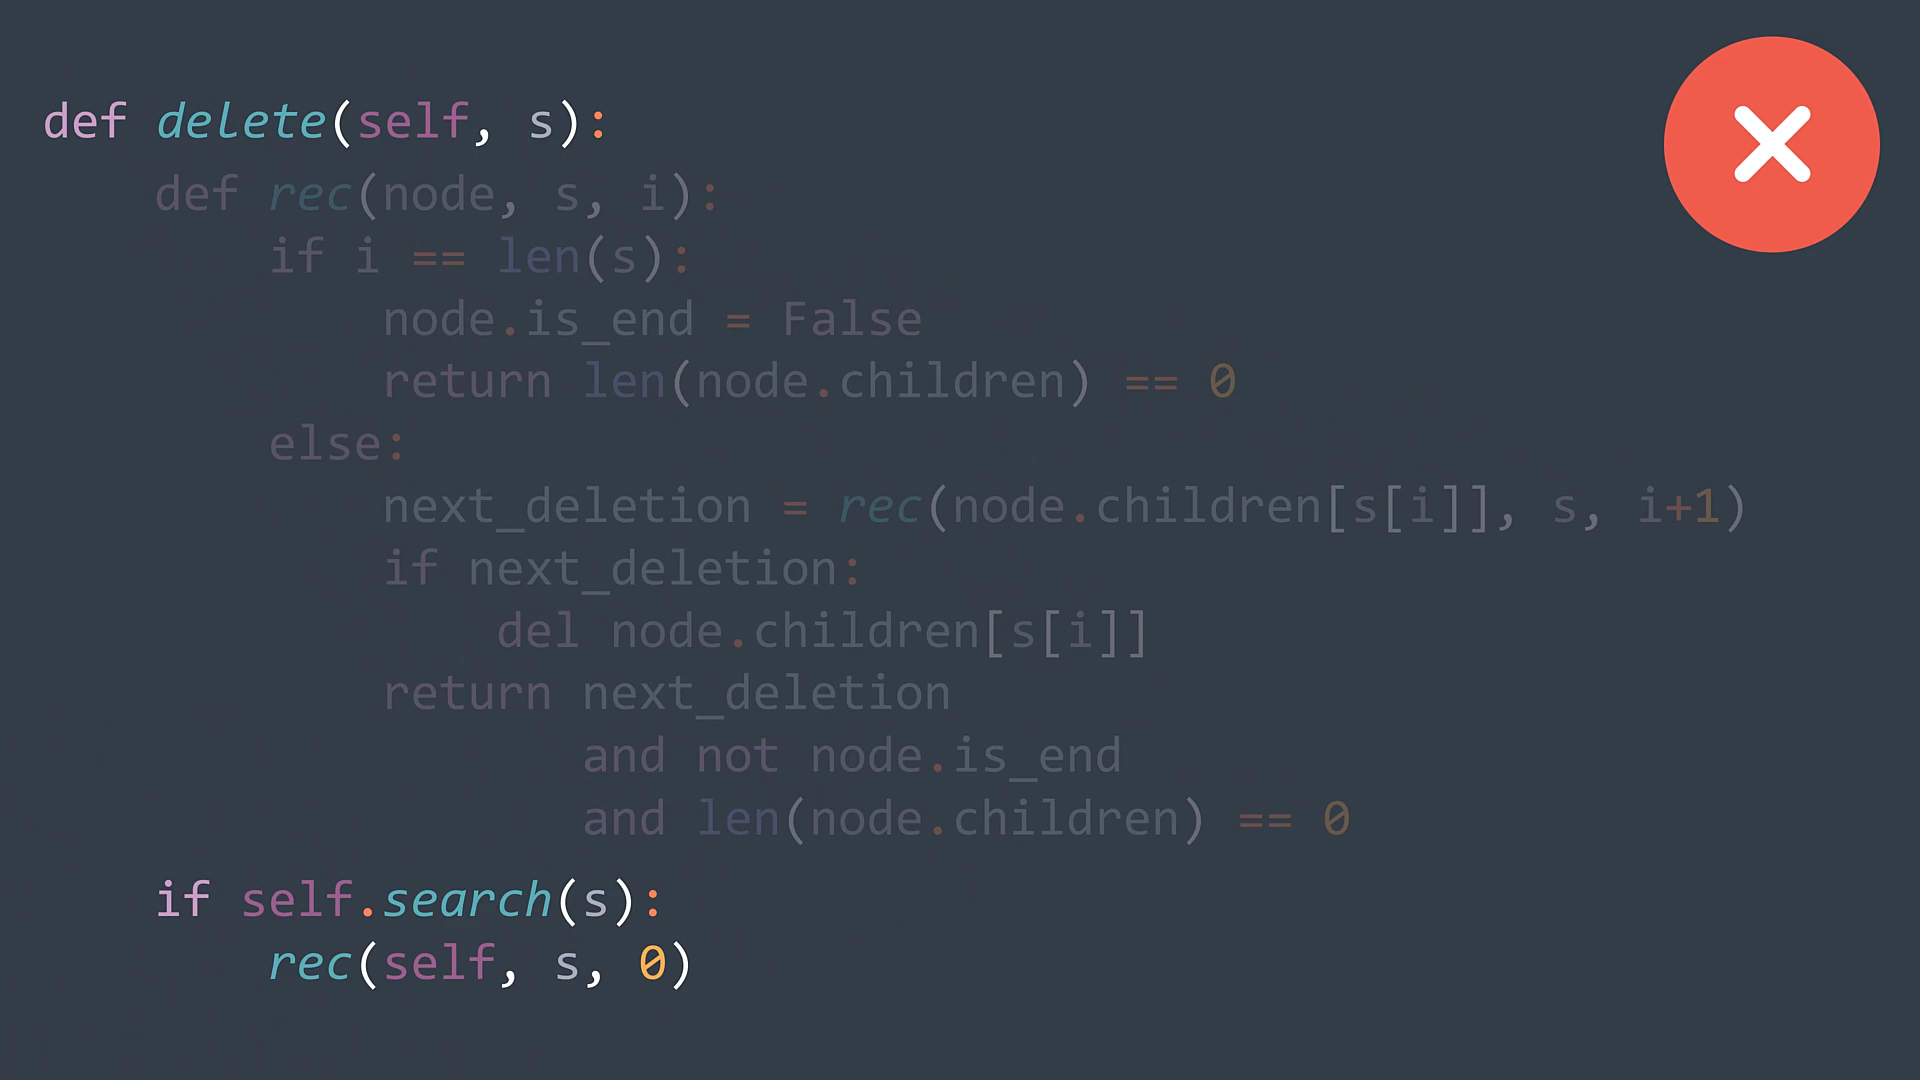 def delete(self, s):
    def rec(node, s, i):
        if i == len(s):
            node.is_end = False
            return len(node.children) == 0
        else:
            next_deletion = rec(node.children[s[i]], s, i+1)
            if next_deletion:
                del node.children[s[i]]
            return next_deletion
                   and not node.is_end
                   and len(node.children) == 0
    if self.search(s):
        rec(self, s, 0)